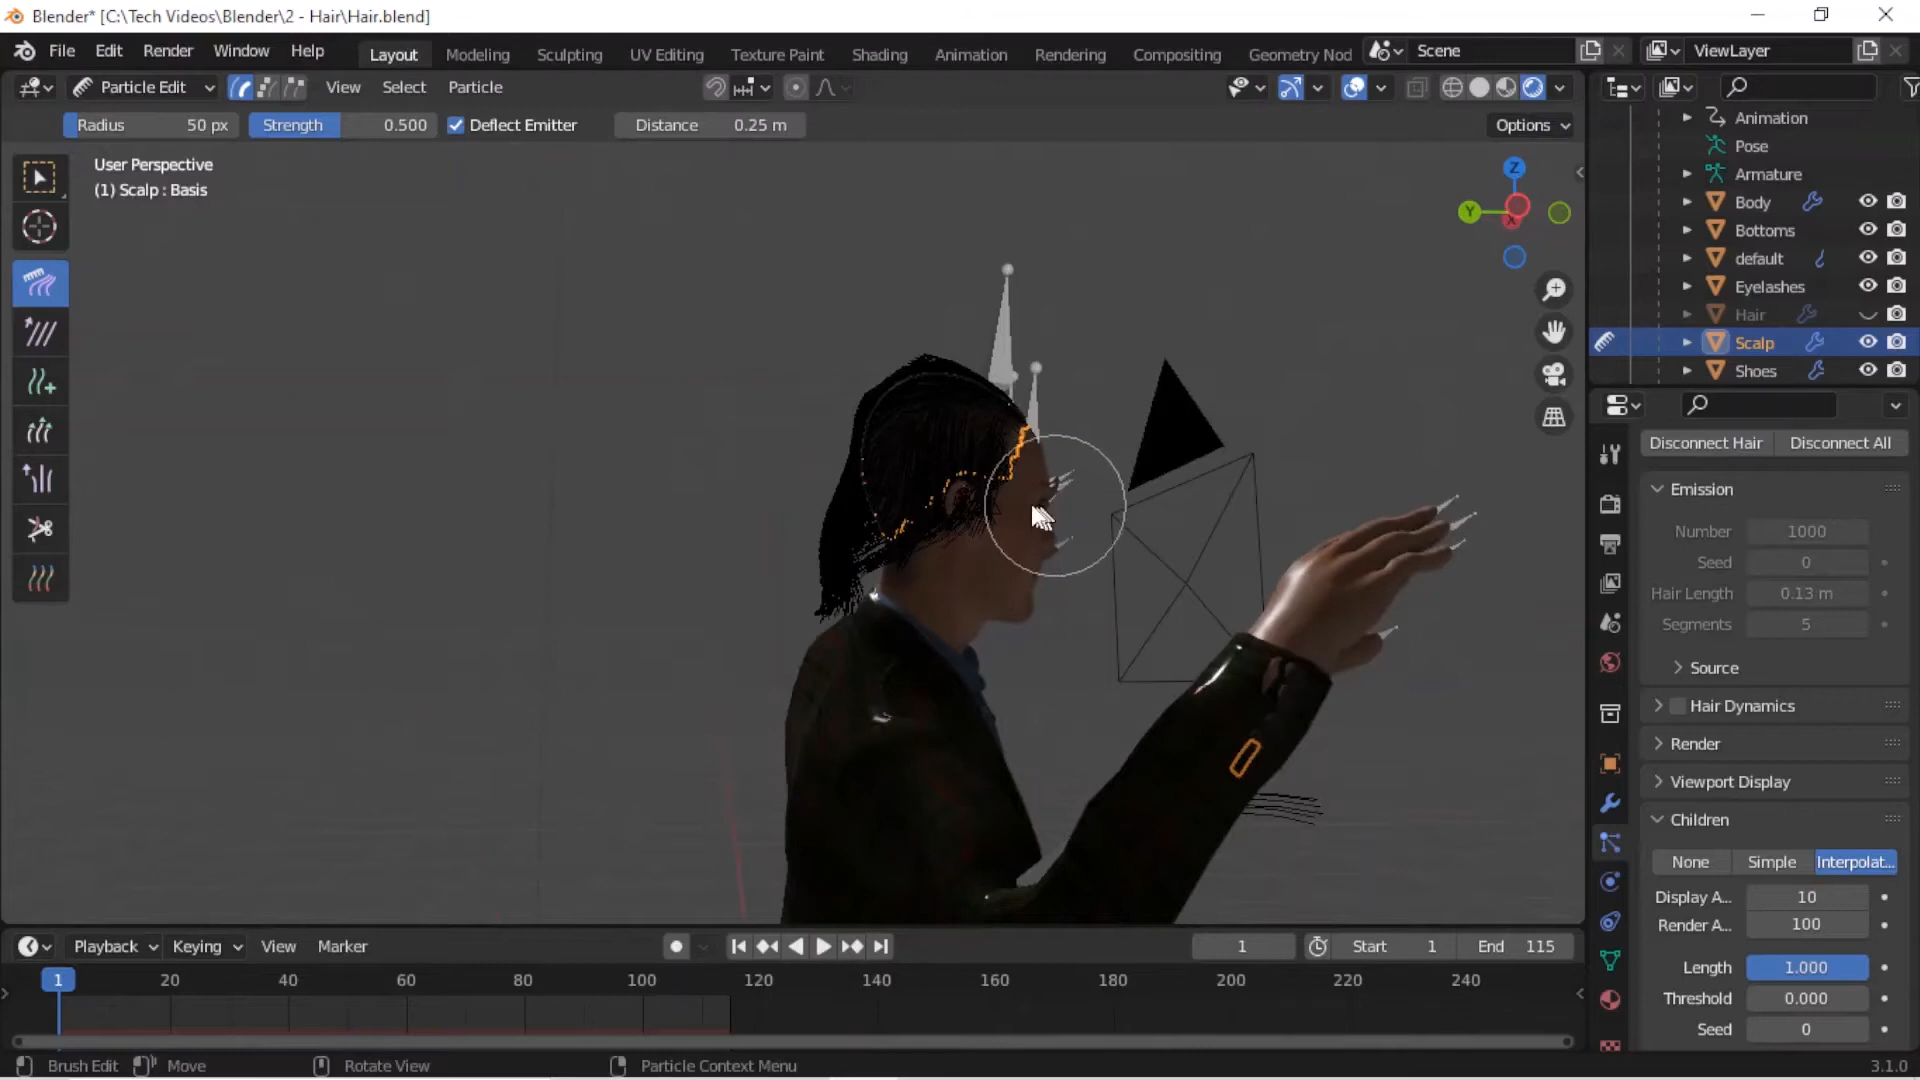 Blender* [C:\Tech Videos\Blender\2 - Hair\Hair.blend]
File Edit Render Window Help Layout Modeling Sculpting UV Editing Texture Paint Shading Animation Rendering Compositing Geometry Nod Scene ViewLayer
Particle Edit View Select Particle
Radius 50 px Strength 0.500 Deflect Emitter Distance 0.25 m Options
User Perspective
(1) Scalp : Basis
Z
Y
X
Animation
Pose
Armature
Body
Bottoms
default
Eyelashes
Hair
Scalp
Shoes
Disconnect Hair Disconnect All
Emission
Number 1000
Seed 0
Hair Length 0.13 m
Segments 5
Source
Hair Dynamics
Render
Viewport Display
Children
None Simple Interpolat...
Display A... 10
Render A... 100
Length 1.000
Threshold 0.000
Seed 0
Playback Keying View Marker 1 Start 1 End 115
1 20 40 60 80 100 120 140 160 180 200 220 240
Brush Edit Move Rotate View Particle Context Menu 3.1.0